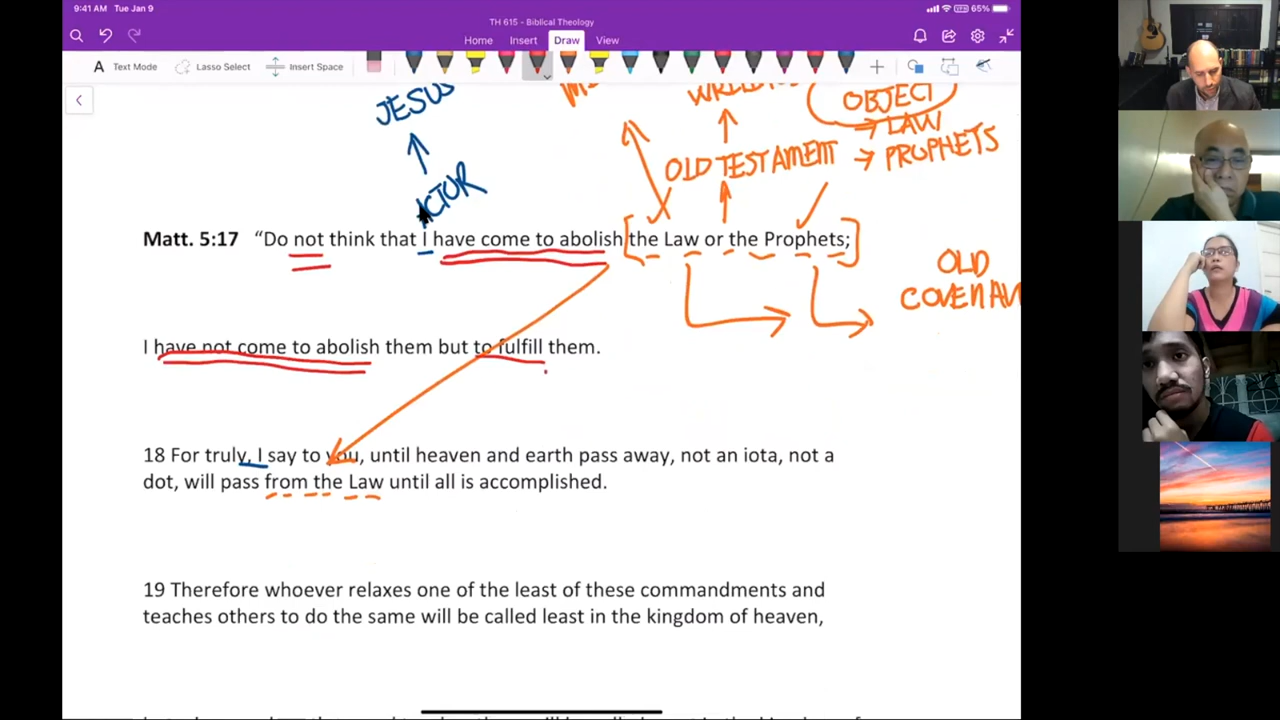 9:41 AM Tue Jan 9
65%
TH 615 - Biblical Theology
Home Insert Draw View
Text Mode Lasso Select Insert Space
JESUS
OBJECT
→ LAW
OLD TESTAMENT → PROPHETS
ACTOR
Matt. 5:17 “Do not think that I have come to abolish [the Law or the Prophets;]
OLD
I have not come to abolish them but to fulfill them.
18 For truly, I say to you, until heaven and earth pass away, not an iota, not a
dot, will pass from the Law until all is accomplished.
19 Therefore whoever relaxes one of the least of these commandments and
teaches others to do the same will be called least in the kingdom of heaven,